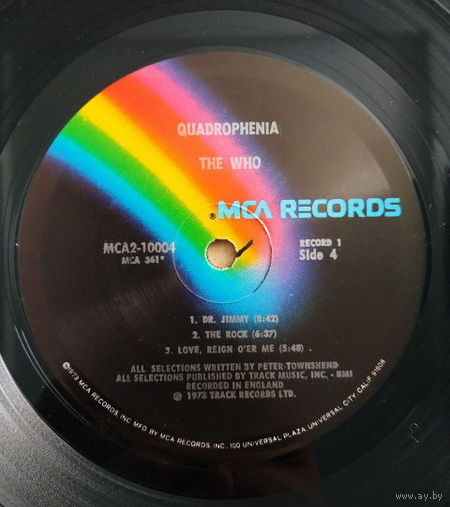 QUADROPHENIA
THE WHO
® MCA RECORDS
MCA2-10004
MCA 361*
RECORD 1
Side 4
1. DR. JIMMY (8:42)
2. THE ROCK (6:37)
3. LOVE, REIGN O'ER ME (5:48)
ALL SELECTIONS WRITTEN BY PETER TOWNSHEND
ALL SELECTIONS PUBLISHED BY TRACK MUSIC, INC. - BMI
RECORDED IN ENGLAND
℗ 1973 TRACK RECORDS LTD.
©1973 MCA RECORDS, INC. MFG BY MCA RECORDS, INC., 100 UNIVERSAL PLAZA, UNIVERSAL CITY, CALIF. 91608
www.ay.by